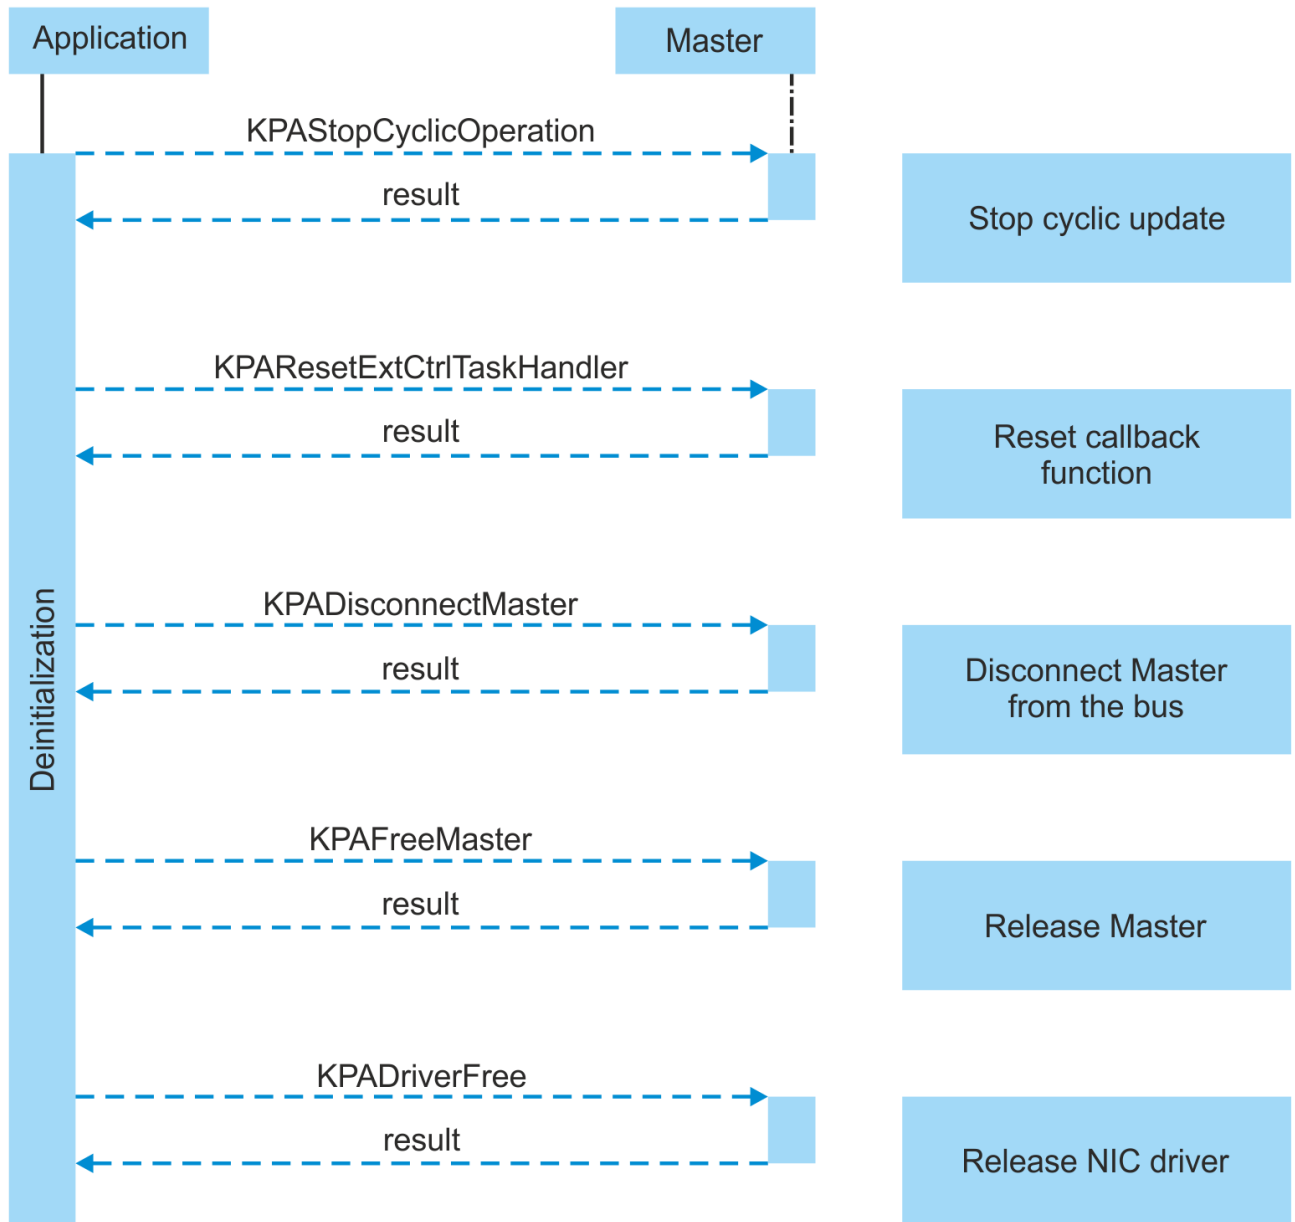 Application
Master
KPAStopCyclicOperation
result
Stop cyclic update
KPAResetExtCtrlTaskHandler
result
Reset callback
function
Deinitialization
KPADisconnectMaster
result
Disconnect Master
from the bus
KPAFreeMaster
result
Release Master
KPADriverFree
result
Release NIC driver